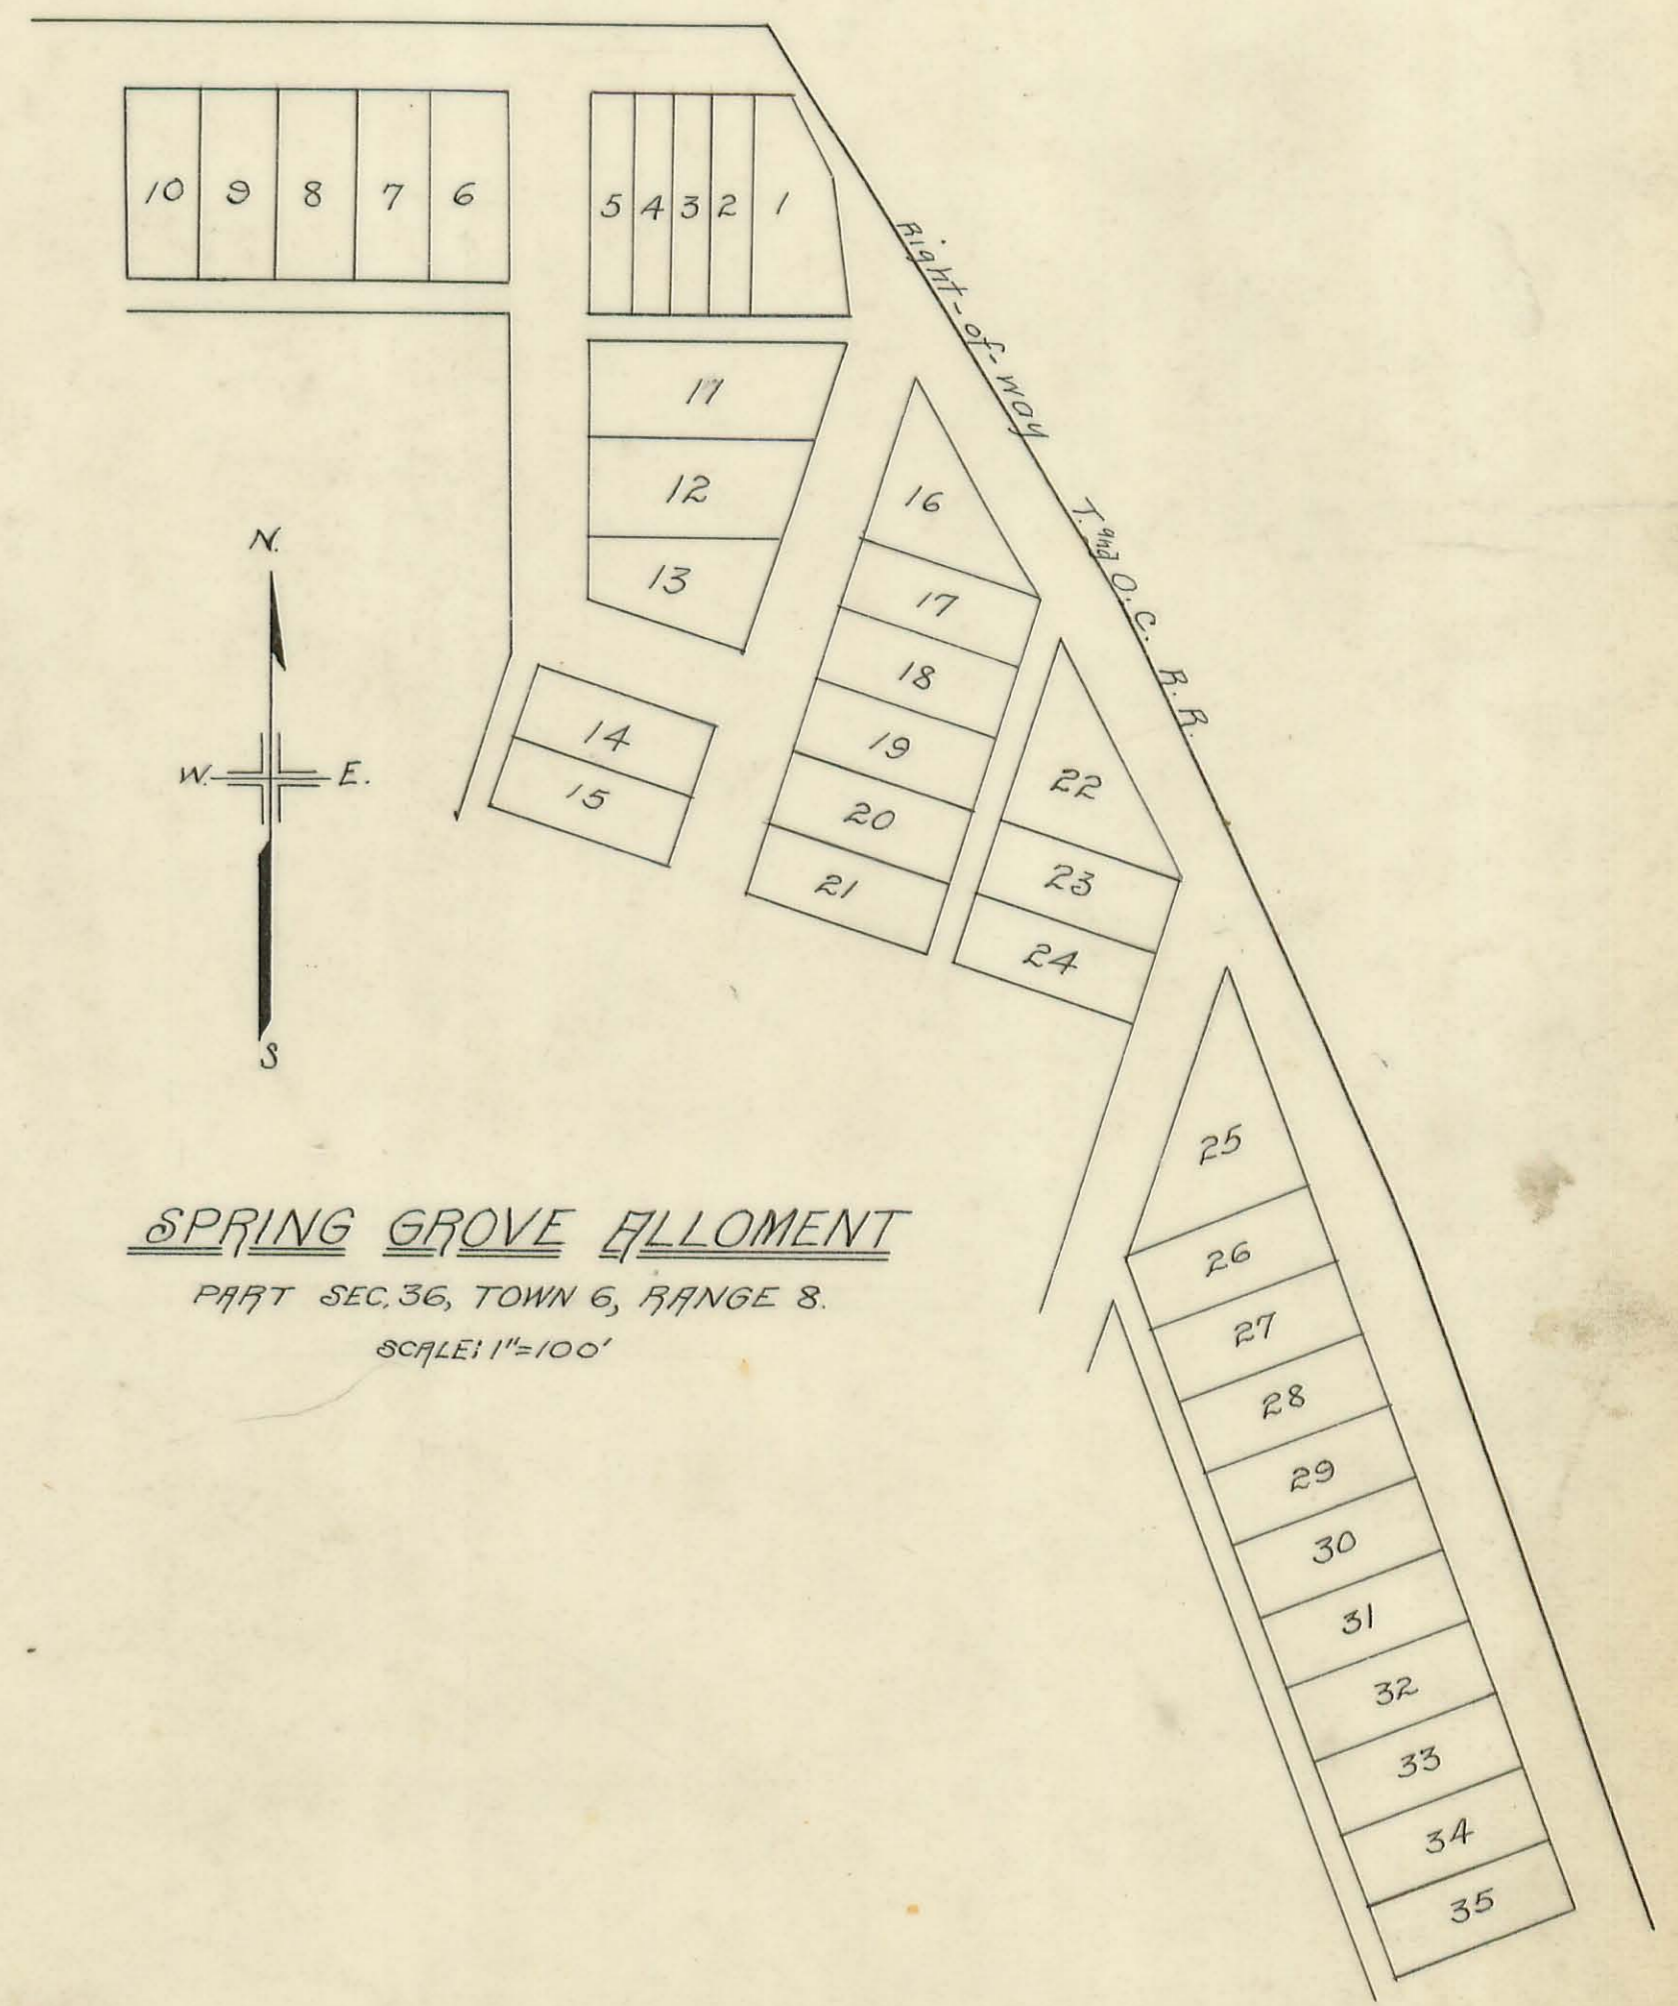 10 9 8 7 6
5 4 3 2 1
Right-of-way T. and O. C. R. R.
11
12
13
14
15
16
17
18
19
20
21
22
23
24
25
26
27
28
29
30
31
32
33
34
35
N.
W. E.
S
SPRING GROVE ALLOMENT
PART SEC. 36, TOWN 6, RANGE 8.
SCALE: 1"=100'